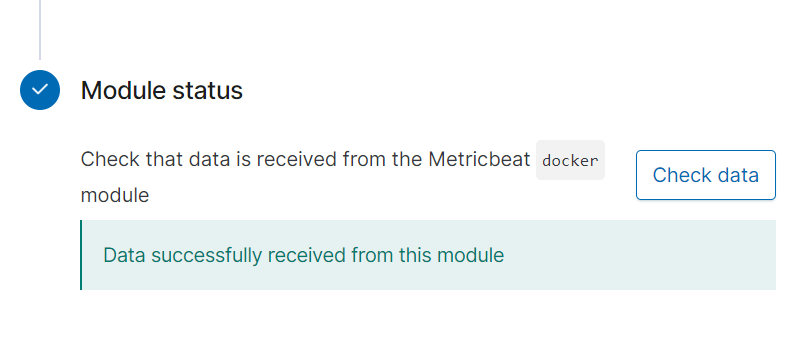 Module status
Check that data is received from the Metricbeat docker
module
Check data
Data successfully received from this module